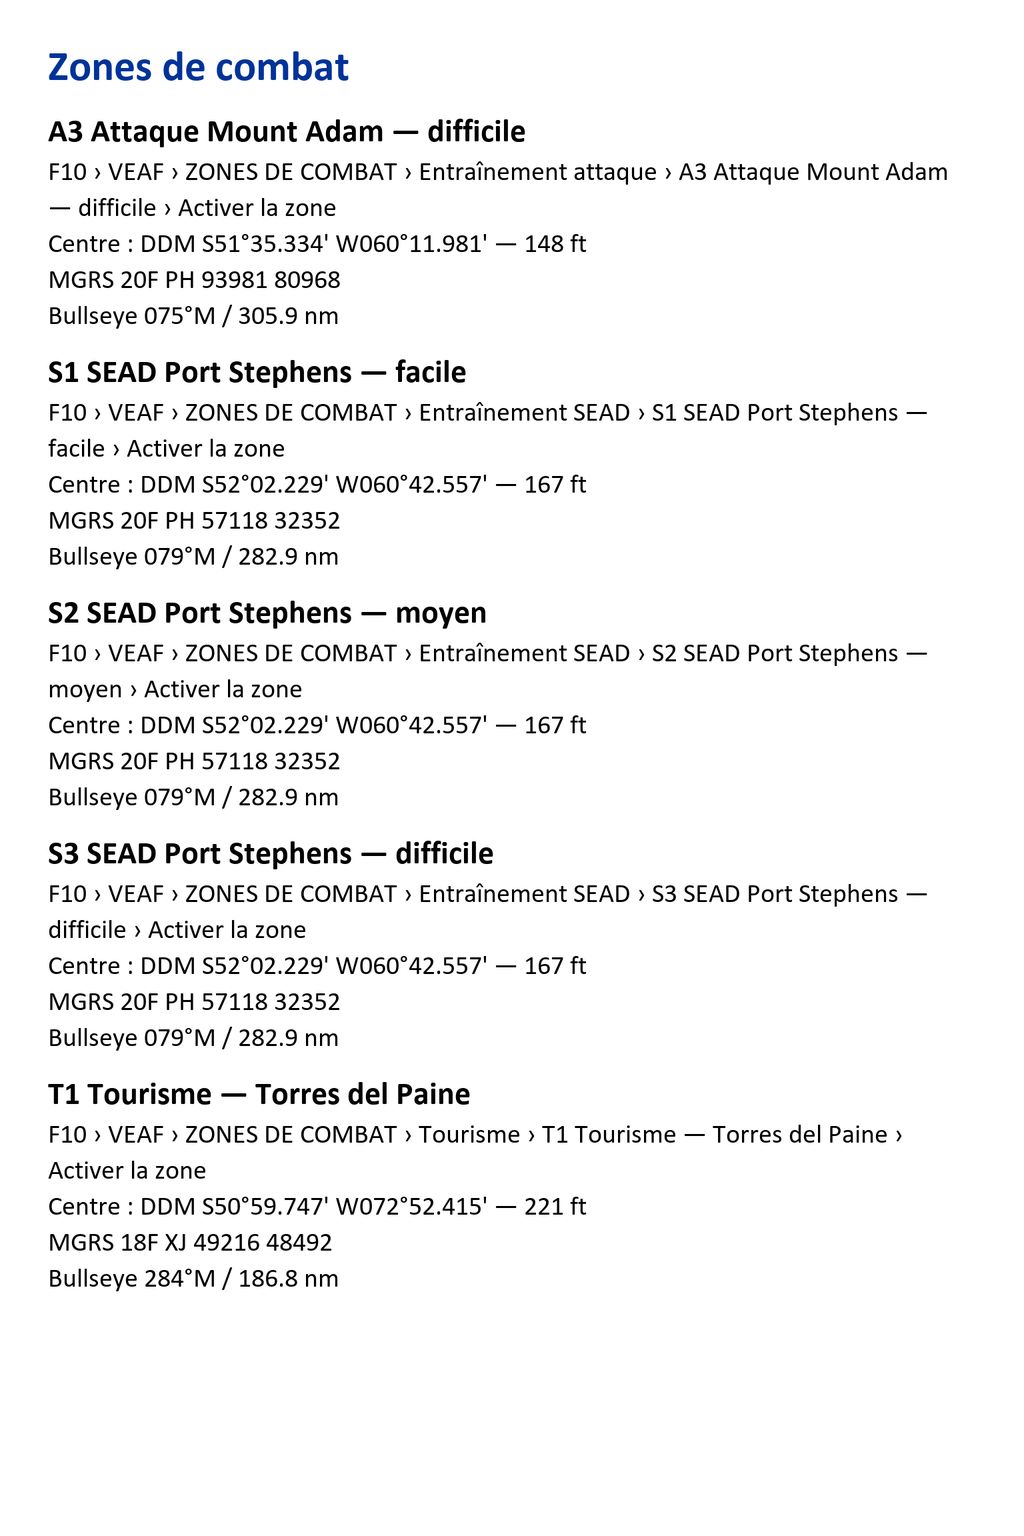 Zones de combat
A3 Attaque Mount Adam — difficile
F10 › VEAF › ZONES DE COMBAT › Entraînement attaque › A3 Attaque Mount Adam
— difficile › Activer la zone
Centre : DDM S51°35.334' W060°11.981' — 148 ft
MGRS 20F PH 93981 80968
Bullseye 075°M / 305.9 nm
S1 SEAD Port Stephens — facile
F10 › VEAF › ZONES DE COMBAT › Entraînement SEAD › S1 SEAD Port Stephens —
facile › Activer la zone
Centre : DDM S52°02.229' W060°42.557' — 167 ft
MGRS 20F PH 57118 32352
Bullseye 079°M / 282.9 nm
S2 SEAD Port Stephens — moyen
F10 › VEAF › ZONES DE COMBAT › Entraînement SEAD › S2 SEAD Port Stephens —
moyen › Activer la zone
Centre : DDM S52°02.229' W060°42.557' — 167 ft
MGRS 20F PH 57118 32352
Bullseye 079°M / 282.9 nm
S3 SEAD Port Stephens — difficile
F10 › VEAF › ZONES DE COMBAT › Entraînement SEAD › S3 SEAD Port Stephens —
difficile › Activer la zone
Centre : DDM S52°02.229' W060°42.557' — 167 ft
MGRS 20F PH 57118 32352
Bullseye 079°M / 282.9 nm
T1 Tourisme — Torres del Paine
F10 › VEAF › ZONES DE COMBAT › Tourisme › T1 Tourisme — Torres del Paine ›
Activer la zone
Centre : DDM S50°59.747' W072°52.415' — 221 ft
MGRS 18F XJ 49216 48492
Bullseye 284°M / 186.8 nm